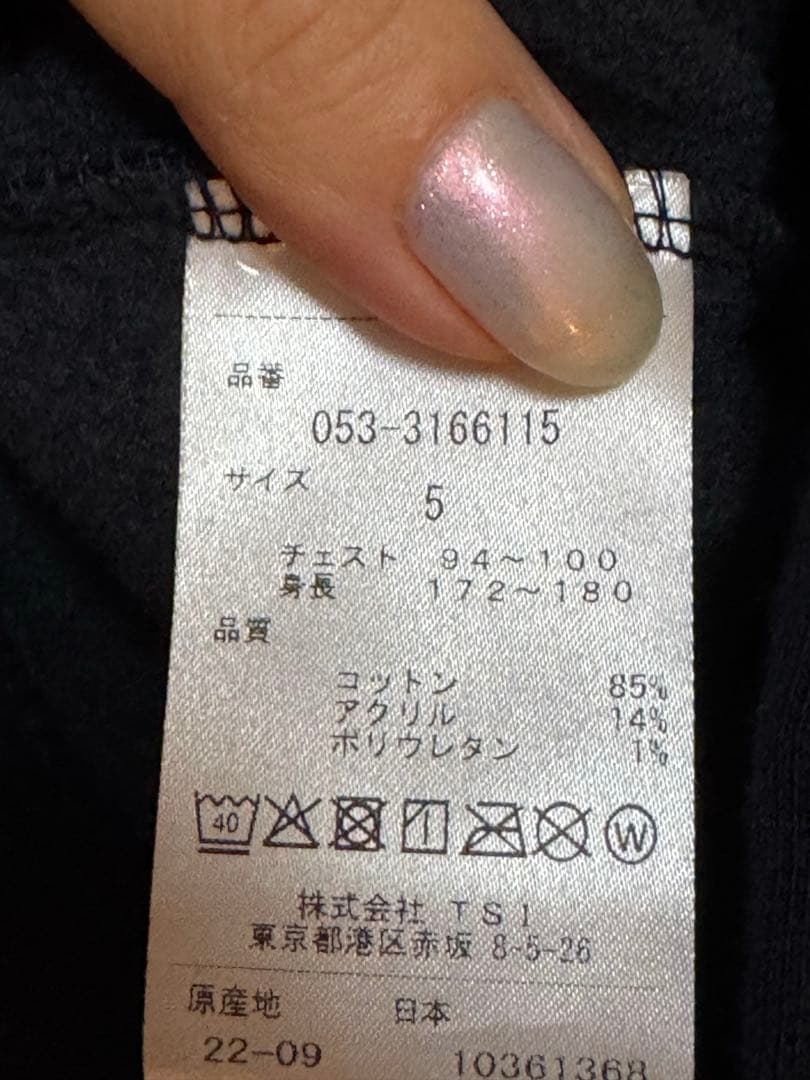 品番
053-3166115
サイズ
5
チェスト 94～100
身長 172～180
品質
コットン 85%
アクリル 14%
ポリウレタン 1%
40 W
株式会社 TSI
東京都港区赤坂 8-5-26
原産地 日本
22-09 10361368